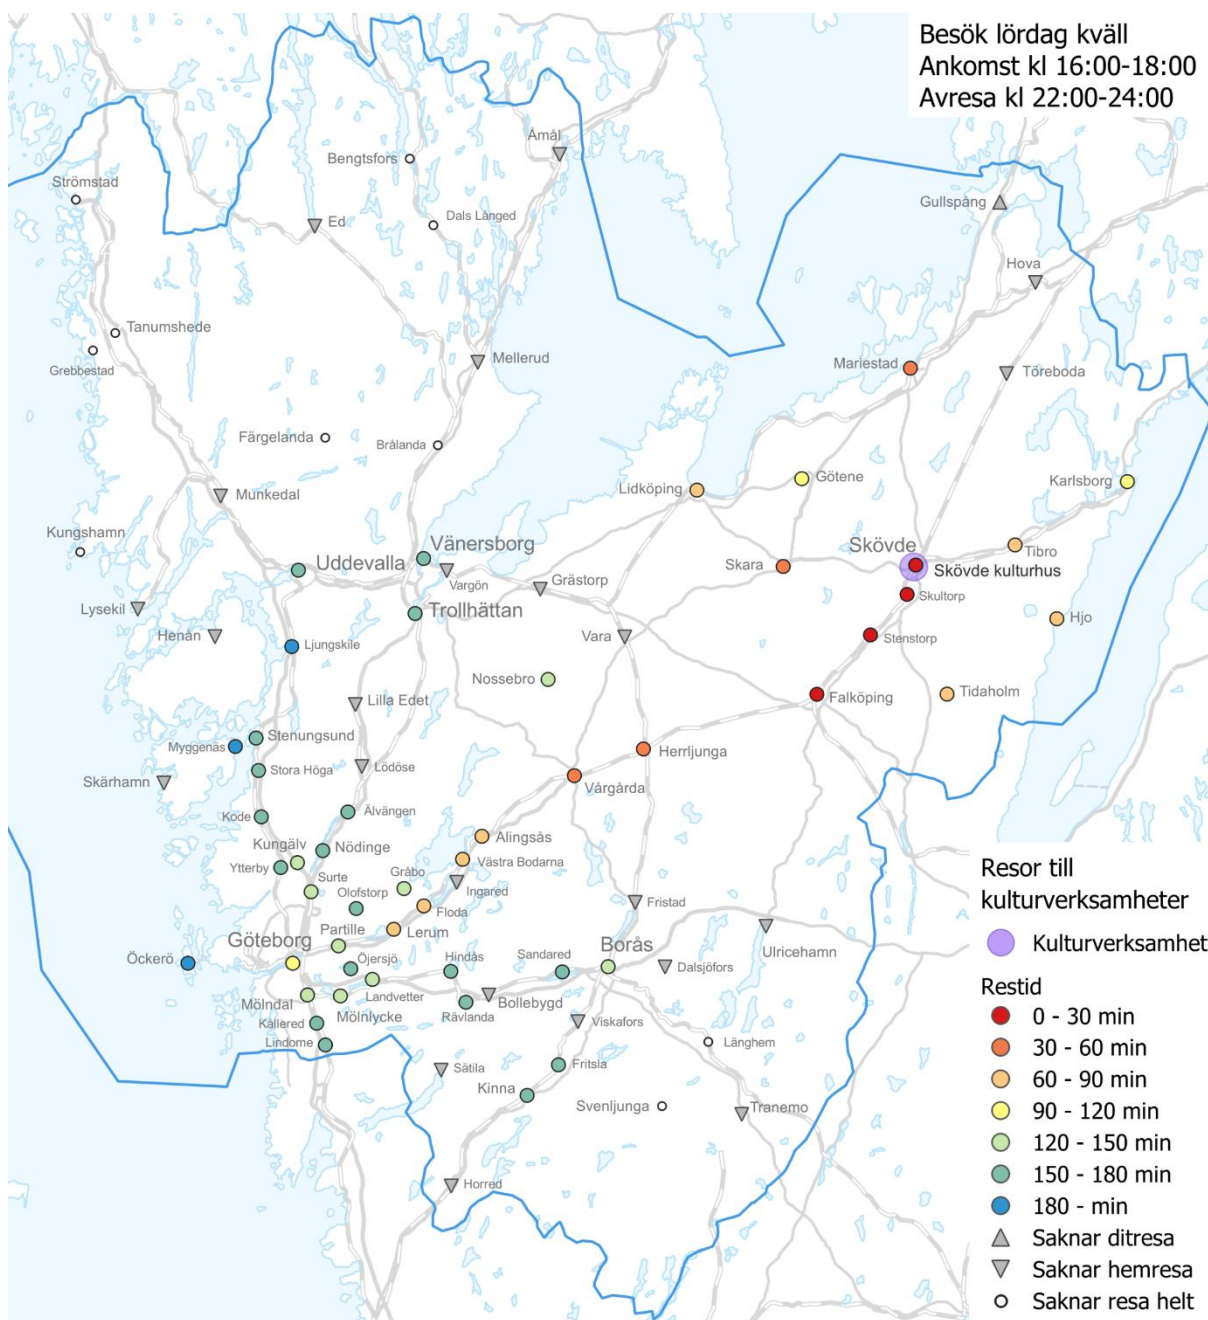 Besök lördag kväll
Ankomst kl 16:00-18:00
Avresa kl 22:00-24:00
Åmål
Bengtsfors
Strömstad
Gullspång
Dals Långed
Ed
Hova
Tanumshede
Mellerud
Mariestad
Töreboda
Grebbestad
Färgelanda
Brålanda
Götene
Karlsborg
Lidköping
Munkedal
Kungshamn
Vänersborg
Skövde
Tibro
Uddevalla
Skara
Skövde kulturhus
Vargön
Grästorp
Skultorp
Lysekil
Trollhättan
Hjo
Henån
Vara
Stenstorp
Ljungskile
Nossebro
Tidaholm
Falköping
Lilla Edet
Stenungsund
Myggenäs
Herrljunga
Lödöse
Stora Höga
Skärhamn
Vårgårda
Älvängen
Kode
Alingsås
Kungälv
Nödinge
Västra Bodarna
Ytterby
Surte
Gråbo
Ingared
Olofstorp
Fristad
Floda
Partille
Lerum
Göteborg
Borås
Ulricehamn
Öckerö
Öjersjö
Hindås
Sandared
Dalsjöfors
Landvetter
Mölndal
Bollebygd
Mölnlycke
Rävlanda
Kållered
Viskafors
Lindome
Länghem
Sätila
Fritsla
Kinna
Svenljunga
Tranemo
Horred
Resor till
kulturverksamheter
Kulturverksamhet
Restid
0 - 30 min
30 - 60 min
60 - 90 min
90 - 120 min
120 - 150 min
150 - 180 min
180 - min
Saknar ditresa
Saknar hemresa
Saknar resa helt